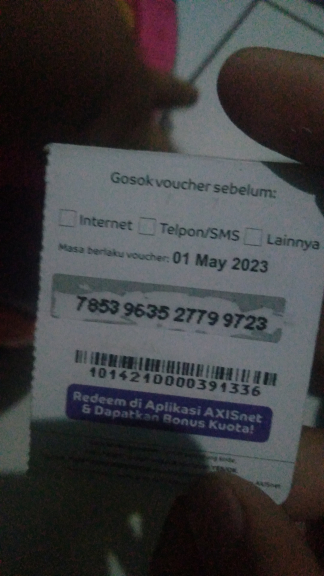 Gosok voucher sebelum:
Internet Telpon/SMS Lainnya
Masa berlaku voucher: 01 May 2023
7853 9635 2779 9723
1014210000391336
Redeem di Aplikasi AXISnet
& Dapatkan Bonus Kuota!